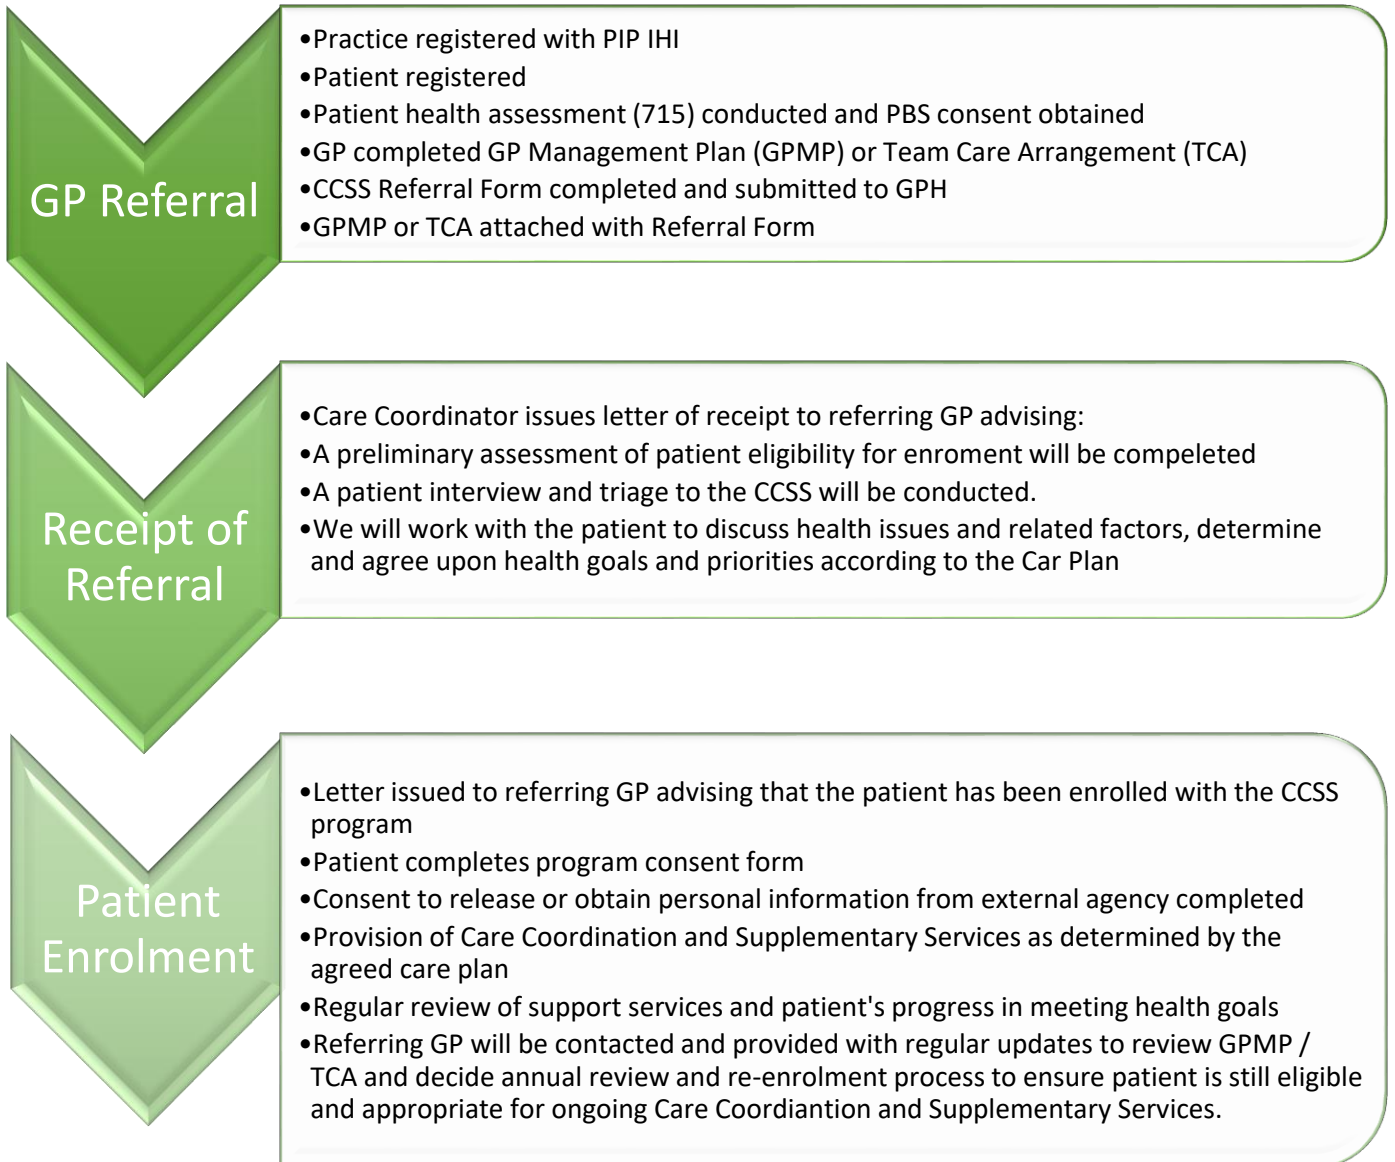 GP Referral
•Practice registered with PIP IHI
•Patient registered
•Patient health assessment (715) conducted and PBS consent obtained
•GP completed GP Management Plan (GPMP) or Team Care Arrangement (TCA)
•CCSS Referral Form completed and submitted to GPH
•GPMP or TCA attached with Referral Form
Receipt of
Referral
•Care Coordinator issues letter of receipt to referring GP advising:
•A preliminary assessment of patient eligibility for enroment will be compeleted
•A patient interview and triage to the CCSS will be conducted.
•We will work with the patient to discuss health issues and related factors, determine
and agree upon health goals and priorities according to the Car Plan
Patient
Enrolment
•Letter issued to referring GP advising that the patient has been enrolled with the CCSS
program
•Patient completes program consent form
•Consent to release or obtain personal information from external agency completed
•Provision of Care Coordination and Supplementary Services as determined by the
agreed care plan
•Regular review of support services and patient's progress in meeting health goals
•Referring GP will be contacted and provided with regular updates to review GPMP /
TCA and decide annual review and re-enrolment process to ensure patient is still eligible
and appropriate for ongoing Care Coordiantion and Supplementary Services.